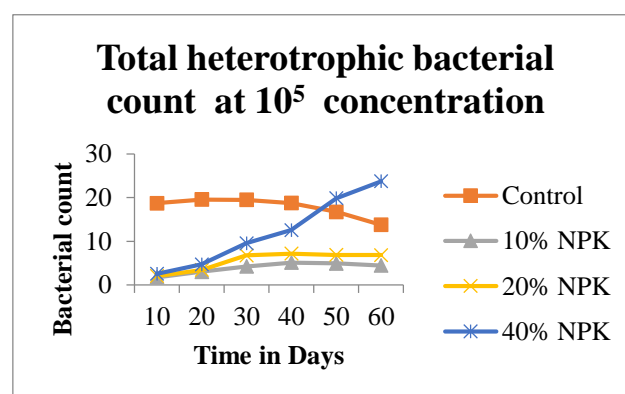 Total heterotrophic bacterial
count at 10⁵ concentration
Bacterial count
30
20
10
0
10 20 30 40 50 60
Time in Days
Control
10% NPK
20% NPK
40% NPK